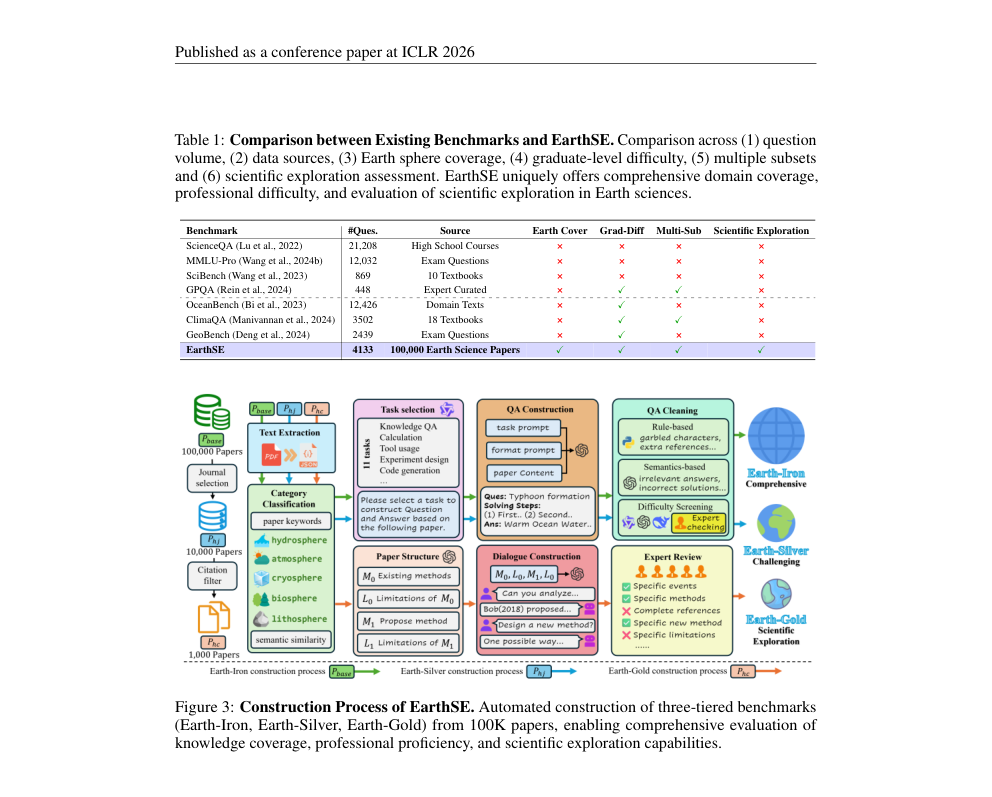 Published as a conference paper at ICLR 2026
Table 1: Comparison between Existing Benchmarks and EarthSE. Comparison across (1) question
volume, (2) data sources, (3) Earth sphere coverage, (4) graduate-level difficulty, (5) multiple subsets
and (6) scientific exploration assessment. EarthSE uniquely offers comprehensive domain coverage,
professional difficulty, and evaluation of scientific exploration in Earth sciences.
Benchmark #Ques. Source Earth Cover Grad-Diff Multi-Sub Scientific Exploration
ScienceQA (Lu et al., 2022) 21,208 High School Courses × × × ×
MMLU-Pro (Wang et al., 2024b) 12,032 Exam Questions × × × ×
SciBench (Wang et al., 2023) 869 10 Textbooks × × × ×
GPQA (Rein et al., 2024) 448 Expert Curated × ✓ ✓ ×
OceanBench (Bi et al., 2023) 12,426 Domain Texts × ✓ × ×
ClimaQA (Manivannan et al., 2024) 3502 18 Textbooks × ✓ ✓ ×
GeoBench (Deng et al., 2024) 2439 Exam Questions × ✓ × ×
EarthSE 4133 100,000 Earth Science Papers ✓ ✓ ✓ ✓
P_base
100,000 Papers
Journal
selection
P_hj
10,000 Papers
Citation
filter
P_hc
1,000 Papers
P_base P_hj P_hc
Text Extraction
PDF
JSON
Category
Classification
paper keywords
hydrosphere
atmosphere
cryosphere
biosphere
lithosphere
semantic similarity
Task selection
11 tasks
Knowledge QA
Calculation
Tool usage
Experiment design
Code generation
...
Please select a task to
construct Question
and Answer based on
the following paper.
Paper Structure
M0 Existing methods
L0 Limitations of M0
M1 Propose method
L1 Limitations of M1
QA Construction
task prompt
format prompt
paper Content
Ques: Typhoon formation
Solving Steps:
(1) First.. (2) Second..
Ans: Warm Ocean Water..
Dialogue Construction
M0, L0, M1, L0
Can you analyze...
Bob(2018) proposed...
Design a new method?
One possible way...
QA Cleaning
Rule-based
garbled characters,
extra references...
Semantics-based
irrelevant answers,
incorrect solutions...
Difficulty Screening
Expert
checking
Expert Review
Specific events
Specific methods
Complete references
Specific new method
Specific limitations
......
Earth-Iron
Comprehensive
Earth-Silver
Challenging
Earth-Gold
Scientific
Exploration
Earth-Iron construction process P_base
Earth-Silver construction process P_hj
Earth-Gold construction process P_hc
Figure 3: Construction Process of EarthSE. Automated construction of three-tiered benchmarks
(Earth-Iron, Earth-Silver, Earth-Gold) from 100K papers, enabling comprehensive evaluation of
knowledge coverage, professional proficiency, and scientific exploration capabilities.